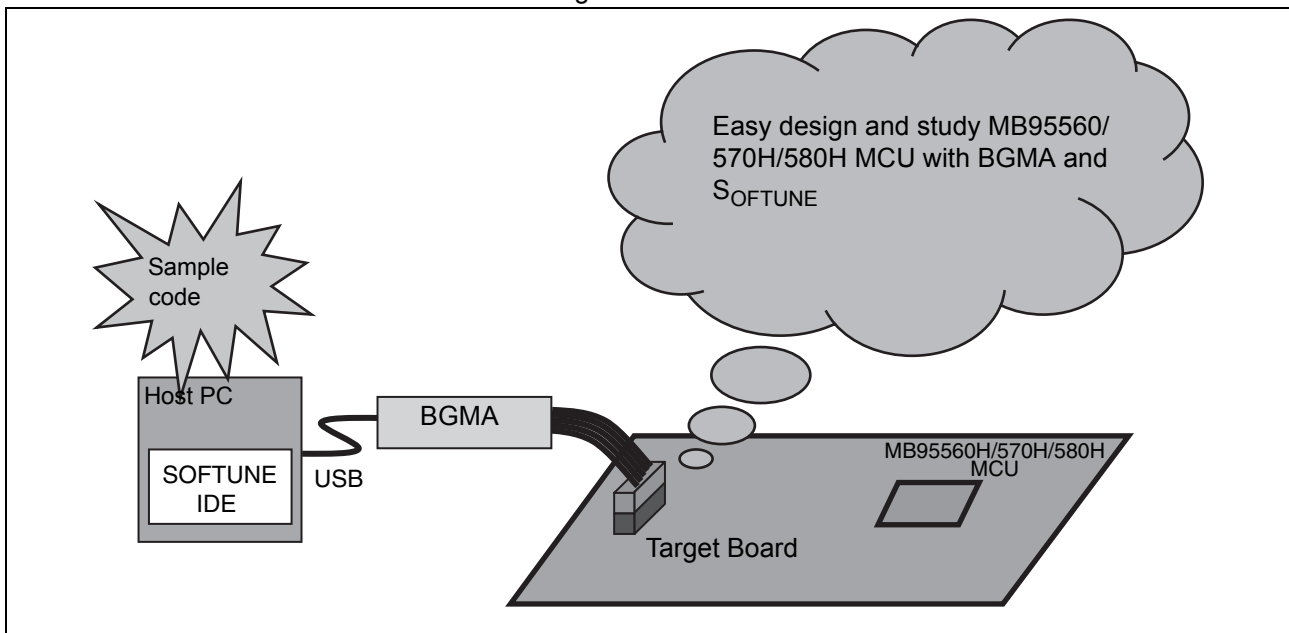 Easy design and study MB95560/
570H/580H MCU with BGMA and
SOFTUNE
Sample
code
Host PC
BGMA
SOFTUNE
IDE
USB
MB95560H/570H/580H
MCU
Target Board